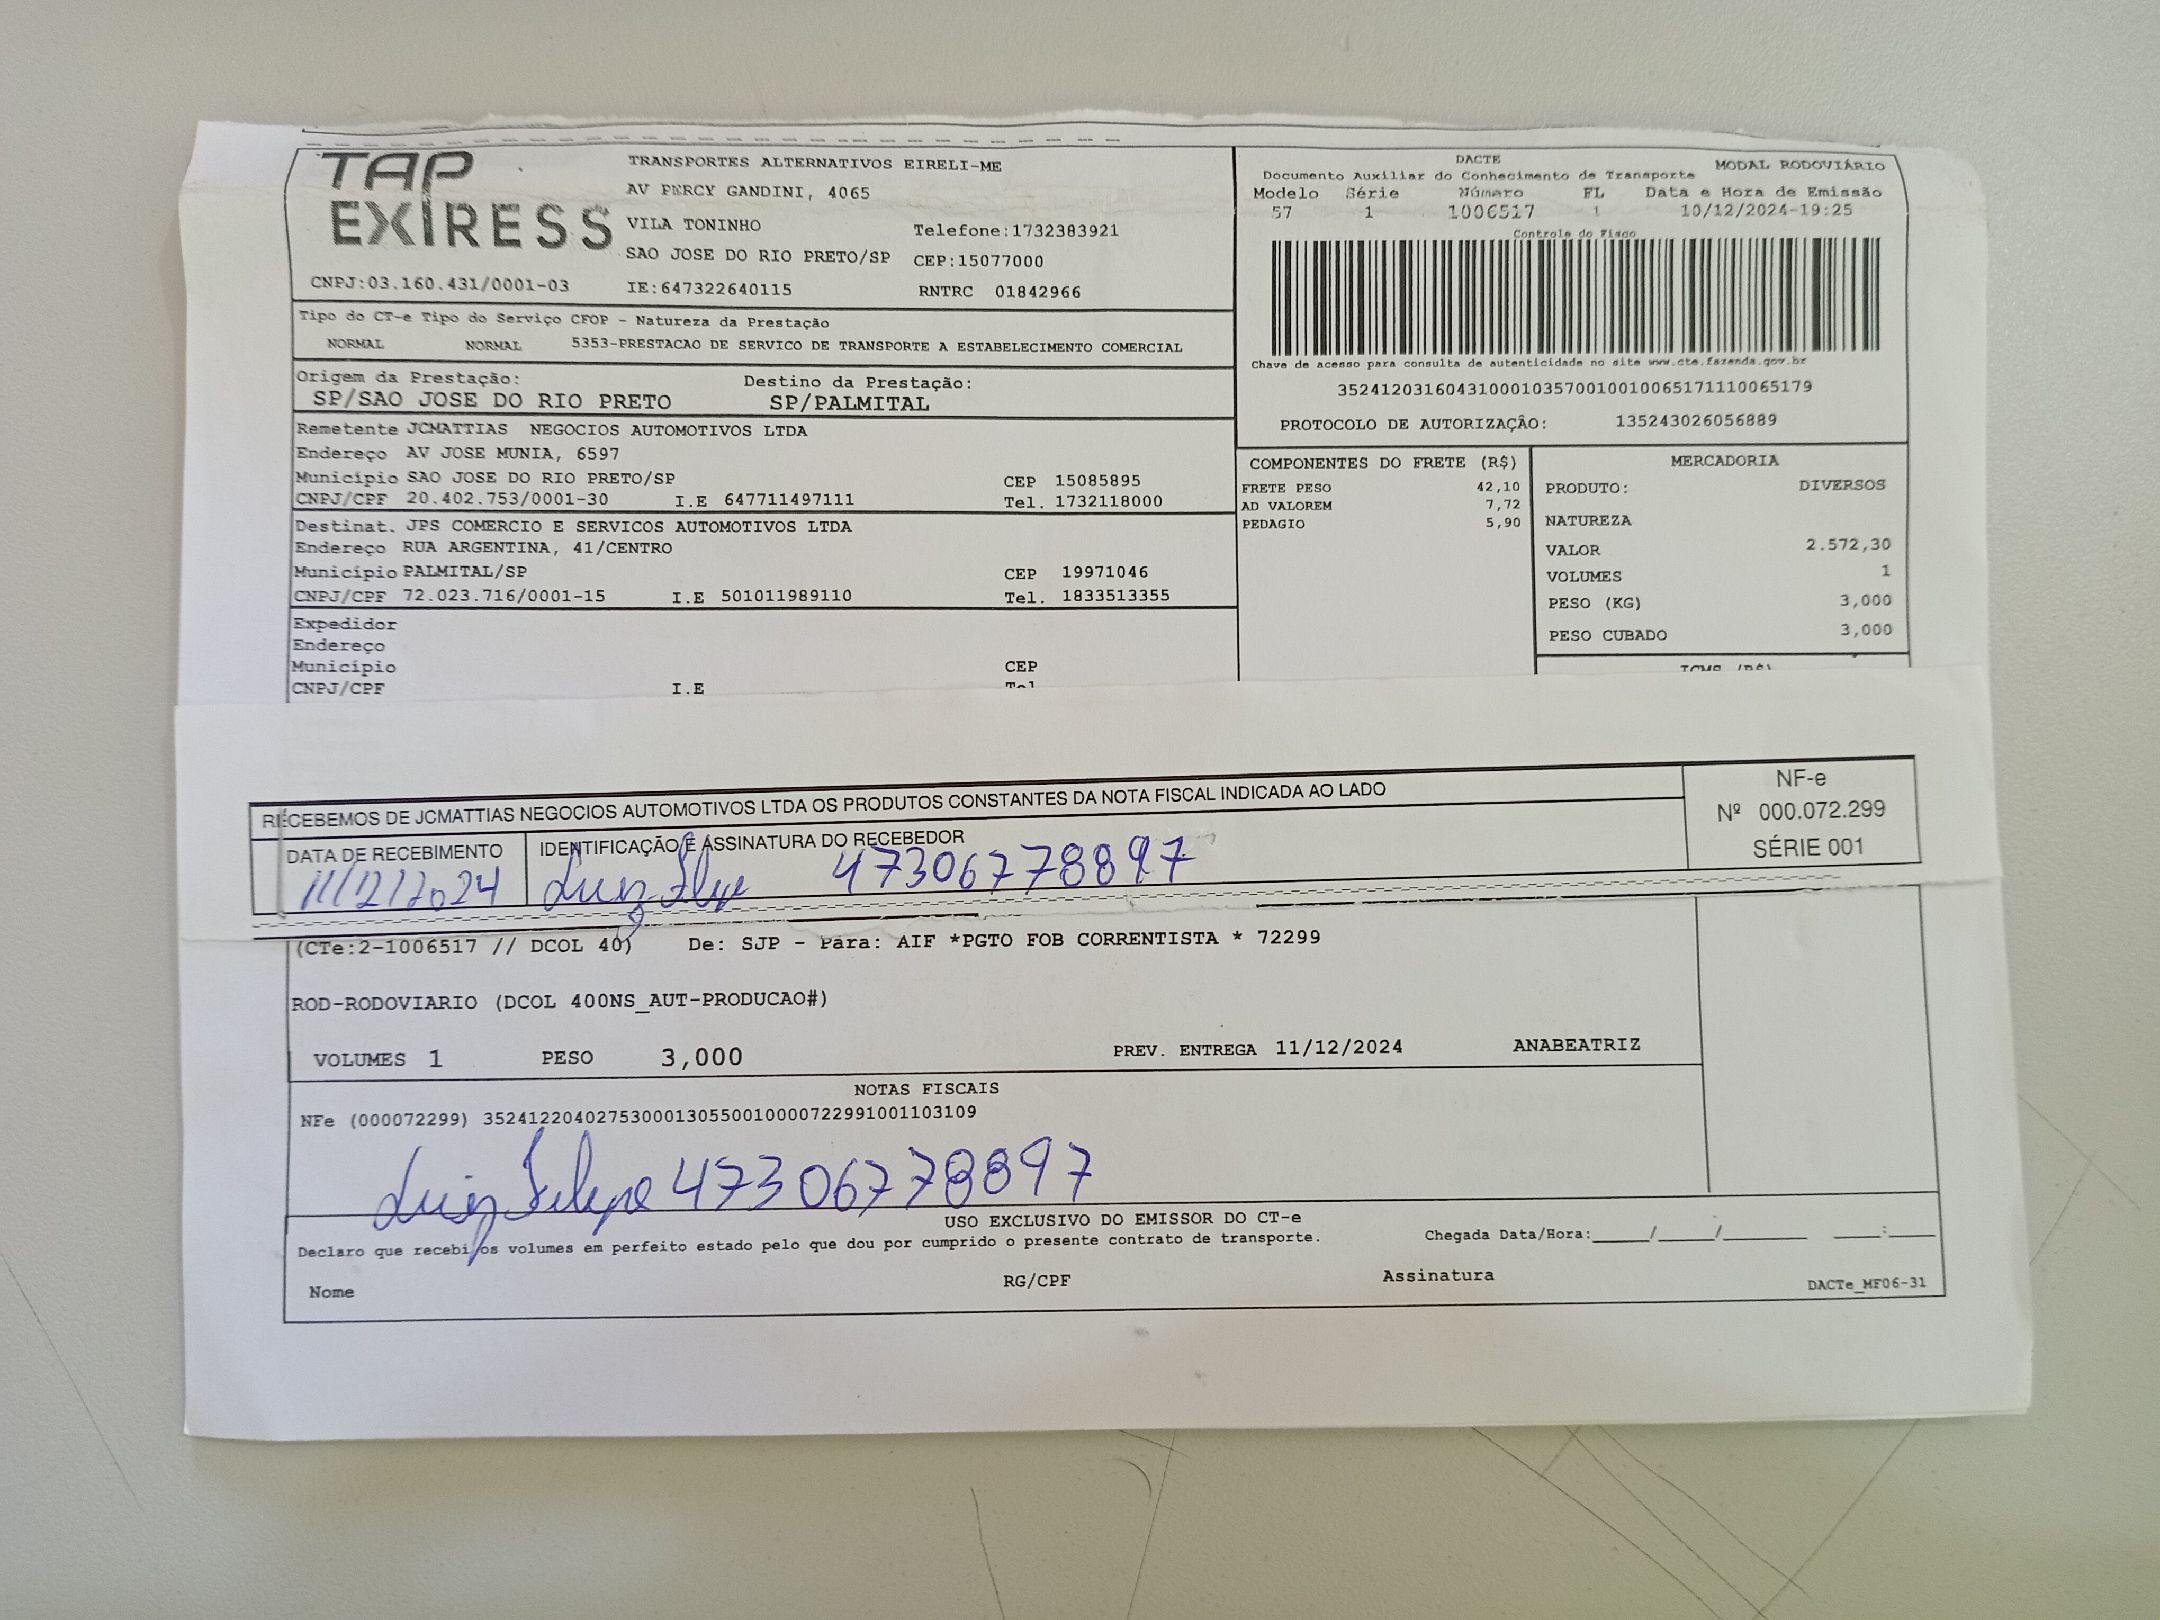 TAP
EXIRESS
TRANSPORTES ALTERNATIVOS EIRELI-ME
AV PERCY GANDINI, 4065
VILA TONINHO Telefone:1732383921
SAO JOSE DO RIO PRETO/SP CEP:15077000
CNPJ:03.160.431/0001-03 IE:647322640115 RNTRC 01842966
DACTE MODAL RODOVIÁRIO
Documento Auxiliar do Conhecimento de Transporte
Modelo Série Número FL Data e Hora de Emissão
57 1 1006517 1 10/12/2024-19:25
Controle do Fisco
Chave de acesso para consulta de autenticidade no site www.cte.fazenda.gov.br
35241203160431000103570010010065171110065179
PROTOCOLO DE AUTORIZAÇÃO: 135243026056889
Tipo do CT-e Tipo do Serviço CFOP - Natureza da Prestação
NORMAL NORMAL 5353-PRESTACAO DE SERVICO DE TRANSPORTE A ESTABELECIMENTO COMERCIAL
Origem da Prestação: Destino da Prestação:
SP/SAO JOSE DO RIO PRETO SP/PALMITAL
Remetente JCMATTIAS NEGOCIOS AUTOMOTIVOS LTDA
Endereço AV JOSE MUNIA, 6597
Município SAO JOSE DO RIO PRETO/SP CEP 15085895
CNPJ/CPF 20.402.753/0001-30 I.E 647711497111 Tel. 1732118000
Destinat. JPS COMERCIO E SERVICOS AUTOMOTIVOS LTDA
Endereço RUA ARGENTINA, 41/CENTRO
Município PALMITAL/SP CEP 19971046
CNPJ/CPF 72.023.716/0001-15 I.E 501011989110 Tel. 1833513355
Expedidor
Endereço
Município CEP
CNPJ/CPF I.E Tel
COMPONENTES DO FRETE (R$)
FRETE PESO 42,10
AD VALOREM 7,72
PEDAGIO 5,90
MERCADORIA
PRODUTO: DIVERSOS
NATUREZA
VALOR 2.572,30
VOLUMES 1
PESO (KG) 3,000
PESO CUBADO 3,000
ICMS (R$)
RECEBEMOS DE JCMATTIAS NEGOCIOS AUTOMOTIVOS LTDA OS PRODUTOS CONSTANTES DA NOTA FISCAL INDICADA AO LADO
DATA DE RECEBIMENTO IDENTIFICAÇÃO E ASSINATURA DO RECEBEDOR
11/12/2024 Luiz Felipe 47306778897
NF-e
Nº 000.072.299
SÉRIE 001
(CTe:2-1006517 // DCOL 40) De: SJP - Para: AIF *PGTO FOB CORRENTISTA * 72299
ROD-RODOVIARIO (DCOL 400NS_AUT-PRODUCAO#)
VOLUMES 1 PESO 3,000 PREV. ENTREGA 11/12/2024 ANABEATRIZ
NOTAS FISCAIS
NFe (000072299) 35241220402753000130550010000722991001103109
Luiz Felipe 47306778897
USO EXCLUSIVO DO EMISSOR DO CT-e
Declaro que recebi os volumes em perfeito estado pelo que dou por cumprido o presente contrato de transporte. Chegada Data/Hora:_____/_____/_______ ____:____
Nome RG/CPF Assinatura DACTe_MF06-31